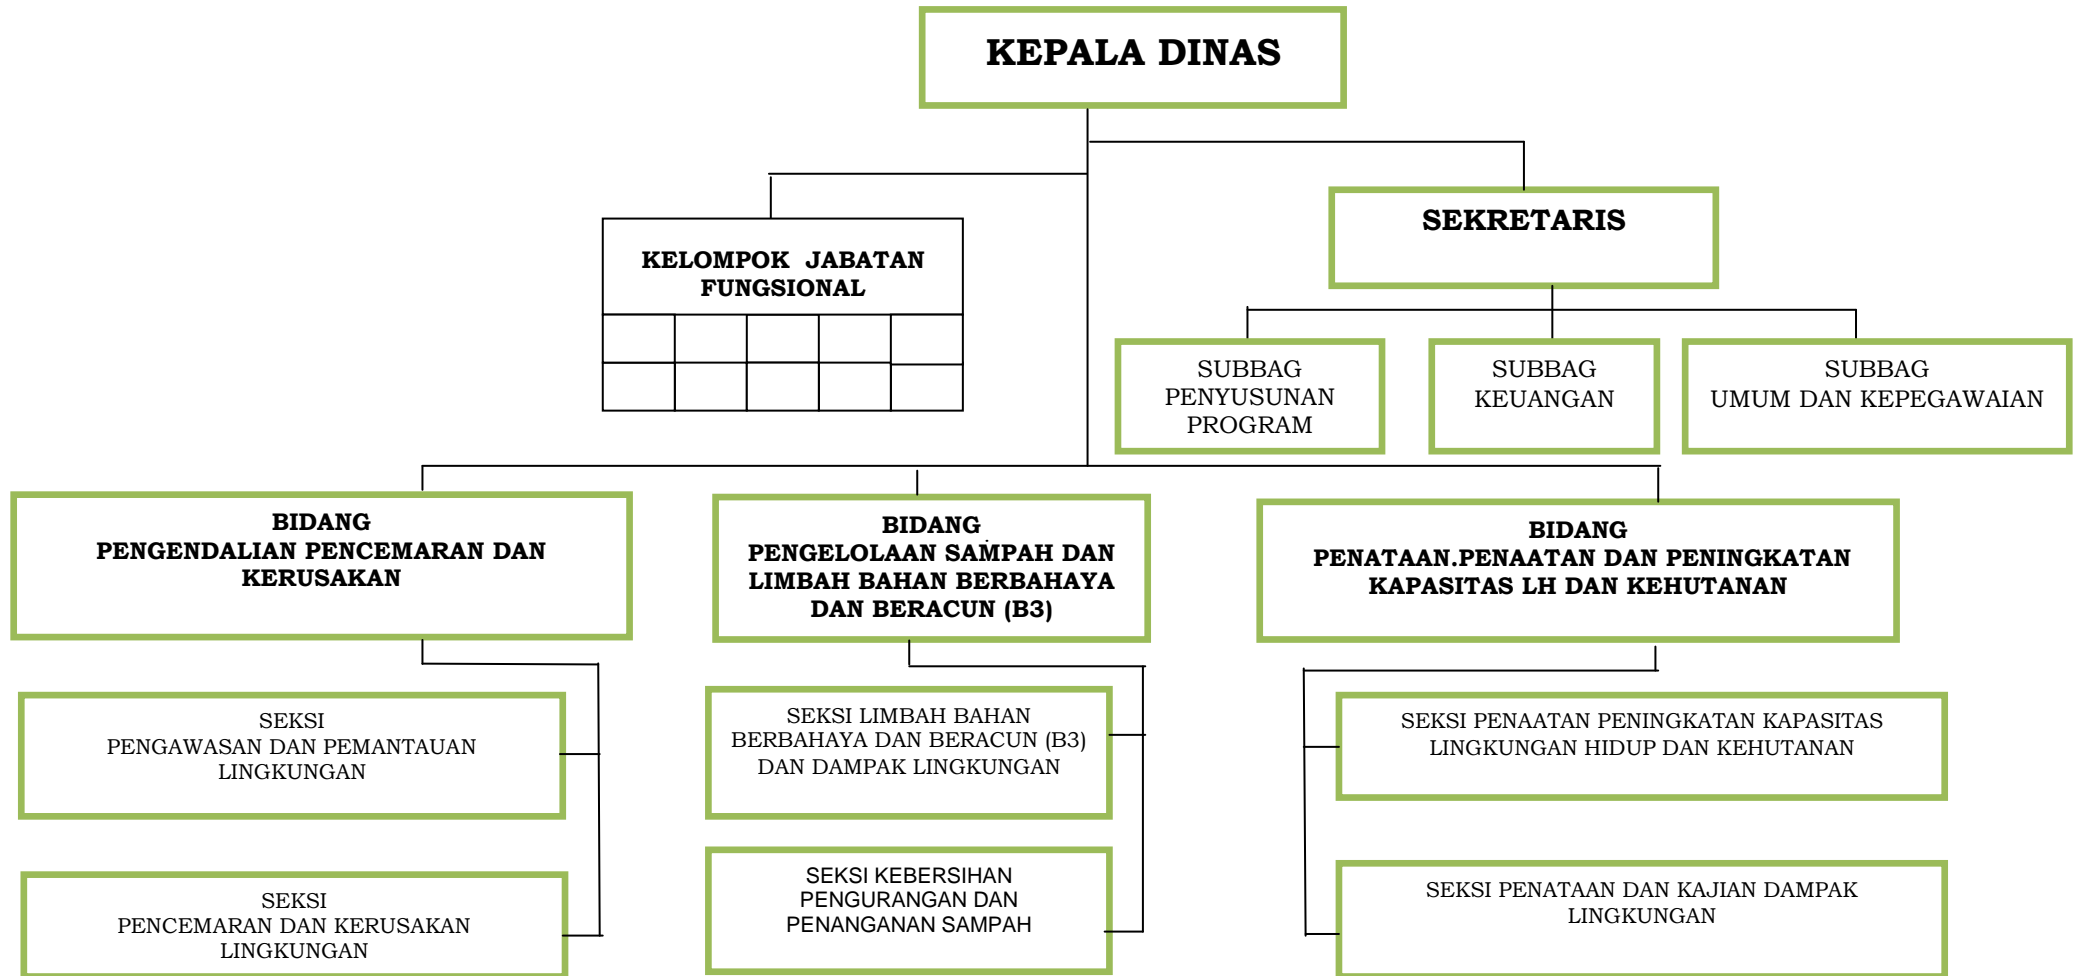 KEPALA DINAS
SEKRETARIS
KELOMPOK JABATAN
FUNGSIONAL
SUBBAG
PENYUSUNAN
PROGRAM
SUBBAG
KEUANGAN
SUBBAG
UMUM DAN KEPEGAWAIAN
BIDANG
PENGENDALIAN PENCEMARAN DAN
KERUSAKAN
BIDANG
PENGELOLAAN SAMPAH DAN
LIMBAH BAHAN BERBAHAYA
DAN BERACUN (B3)
BIDANG
PENATAAN.PENAATAN DAN PENINGKATAN
KAPASITAS LH DAN KEHUTANAN
SEKSI
PENGAWASAN DAN PEMANTAUAN
LINGKUNGAN
SEKSI LIMBAH BAHAN
BERBAHAYA DAN BERACUN (B3)
DAN DAMPAK LINGKUNGAN
SEKSI PENAATAN PENINGKATAN KAPASITAS
LINGKUNGAN HIDUP DAN KEHUTANAN
SEKSI
PENCEMARAN DAN KERUSAKAN
LINGKUNGAN
SEKSI KEBERSIHAN
PENGURANGAN DAN
PENANGANAN SAMPAH
SEKSI PENATAAN DAN KAJIAN DAMPAK
LINGKUNGAN